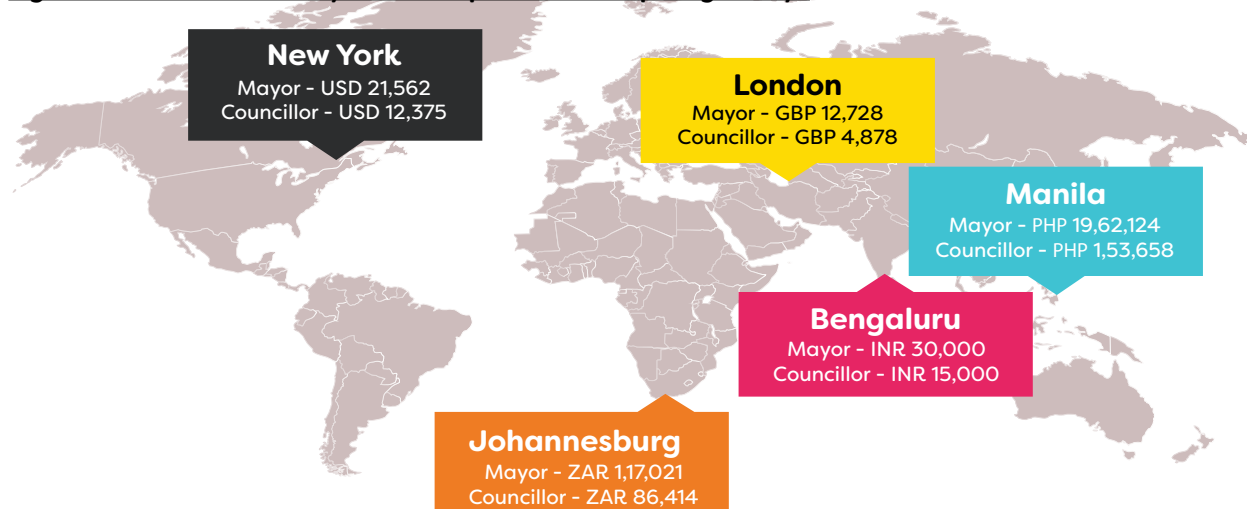 New York
Mayor - USD 21,562
Councillor - USD 12,375
London
Mayor - GBP 12,728
Councillor - GBP 4,878
Manila
Mayor - PHP 19,62,124
Councillor - PHP 1,53,658
Bengaluru
Mayor - INR 30,000
Councillor - INR 15,000
Johannesburg
Mayor - ZAR 1,17,021
Councillor - ZAR 86,414